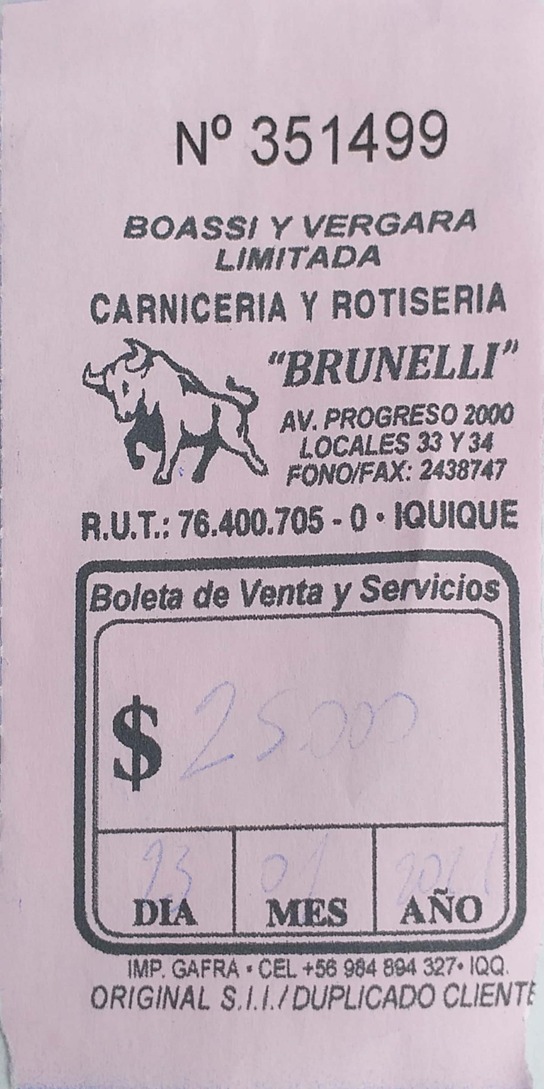 Nº 351499
BOASSI Y VERGARA
LIMITADA
CARNICERIA Y ROTISERIA
"BRUNELLI"
AV. PROGRESO 2000
LOCALES 33 Y 34
FONO/FAX: 2438747
R.U.T.: 76.400.705 - 0 • IQUIQUE
Boleta de Venta y Servicios
$ 25.000
01
DIA MES AÑO
IMP. GAFRA • CEL +56 984 894 327• IQQ.
ORIGINAL S.I.I./DUPLICADO CLIENTE